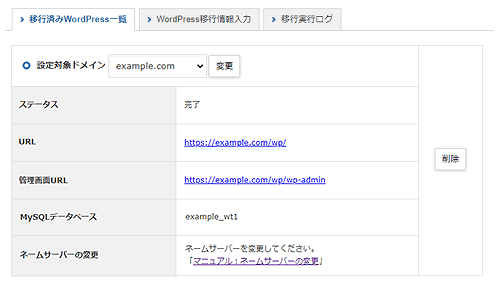 移行済みWordPress一覧
WordPress移行情報入力
移行実行ログ
設定対象ドメイン example.com 変更
ステータス 完了
URL https://example.com/wp/
管理画面URL https://example.com/wp/wp-admin
削除
MySQLデータベース example_wt1
ネームサーバーの変更 ネームサーバーを変更してください。
「マニュアル：ネームサーバーの変更」